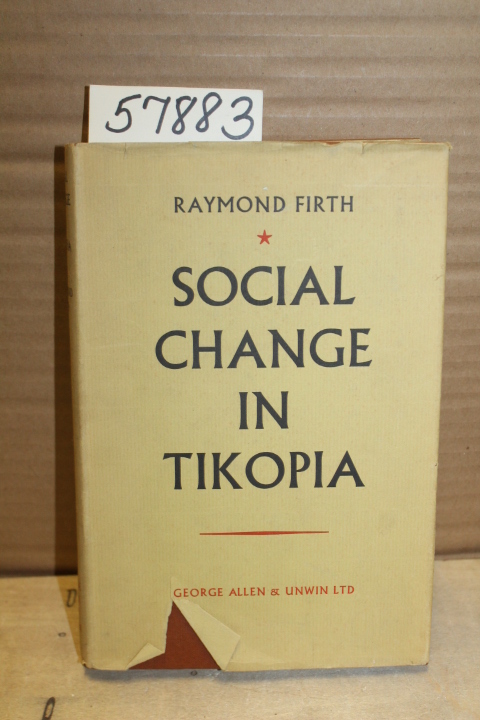 57883
RAYMOND FIRTH
SOCIAL
CHANGE
IN
TIKOPIA
GEORGE ALLEN & UNWIN LTD